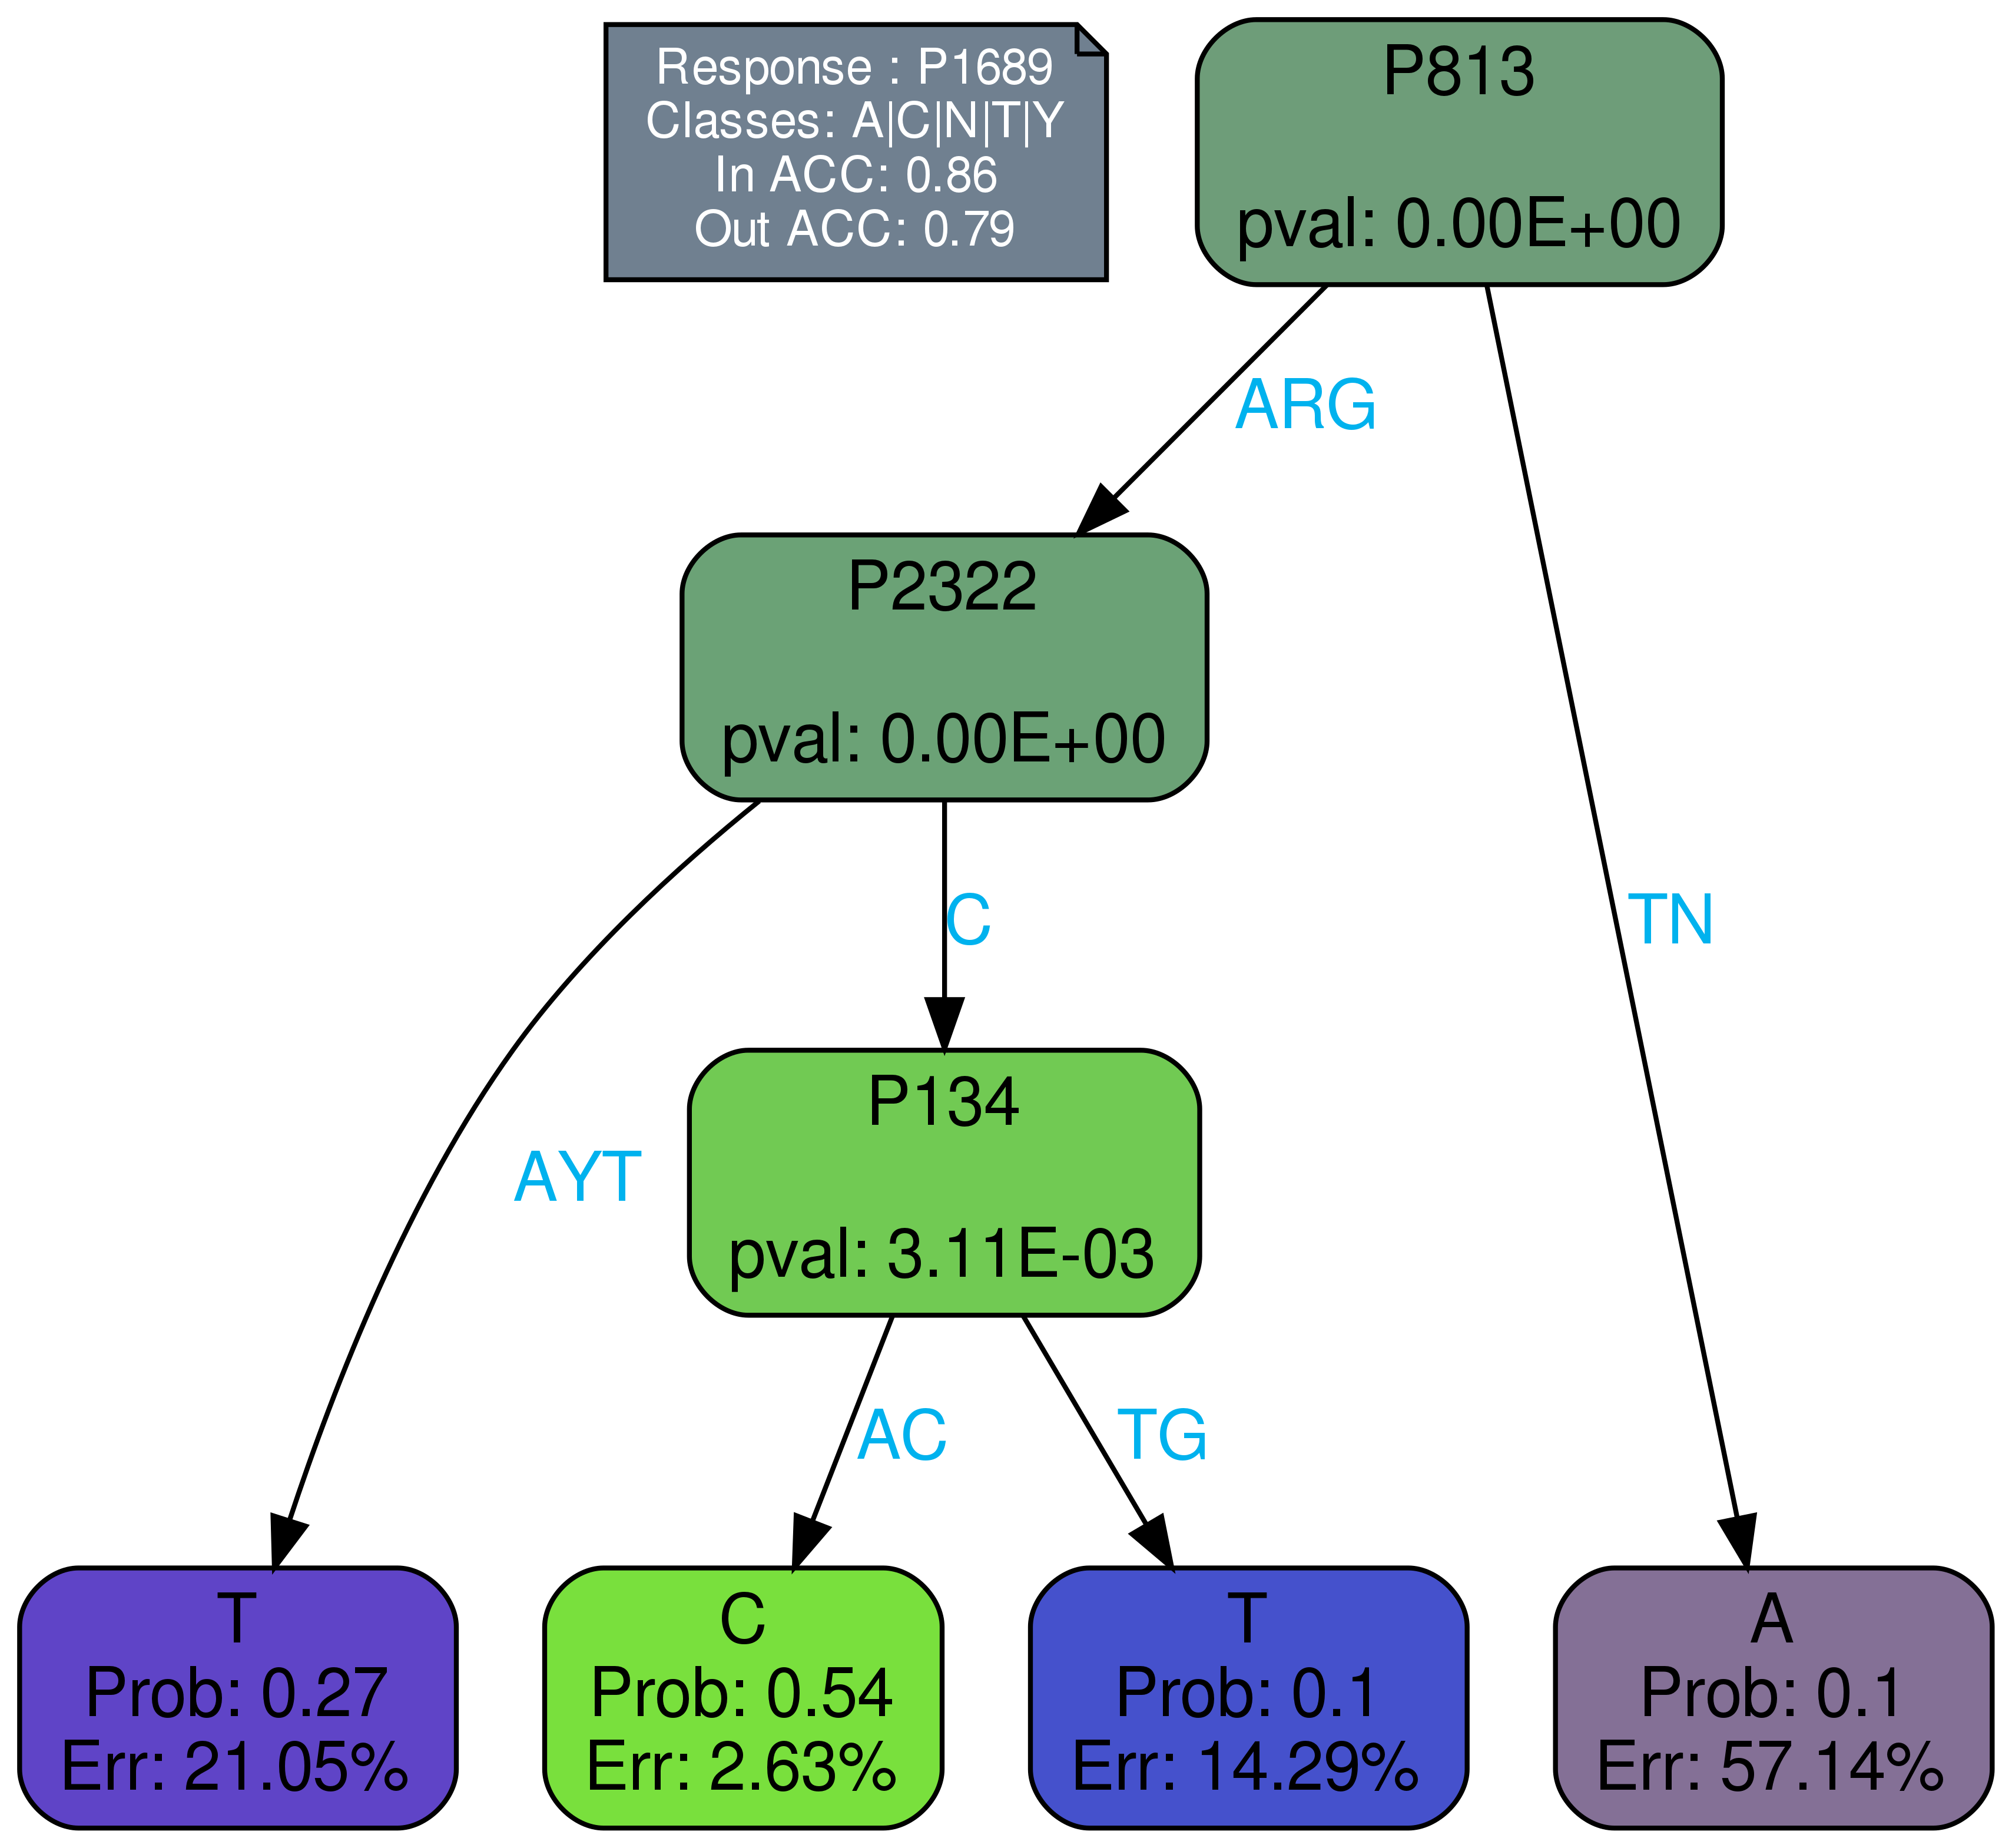 Response : P1689
Classes: A|C|N|T|Y
In ACC: 0.86
Out ACC: 0.79
P813
pval: 0.00E+00
ARG
P2322
pval: 0.00E+00
C
TN
P134
pval: 3.11E-03
AYT
AC
TG
T
Prob: 0.27
Err: 21.05%
C
Prob: 0.54
Err: 2.63%
T
Prob: 0.1
Err: 14.29%
A
Prob: 0.1
Err: 57.14%